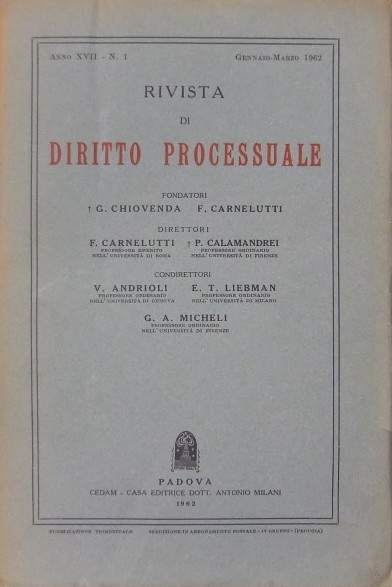 ANNO XVII - N. 1 GENNAIO-MARZO 1962
RIVISTA
DI
DIRITTO PROCESSUALE
FONDATORI
† G. CHIOVENDA F. CARNELUTTI
DIRETTORI
F. CARNELUTTI † P. CALAMANDREI
PROFESSORE EMERITO PROFESSORE ORDINARIO
NELL'UNIVERSITÀ DI ROMA NELL'UNIVERSITÀ DI FIRENZE
CONDIRETTORI
V. ANDRIOLI E. T. LIEBMAN
PROFESSORE ORDINARIO PROFESSORE ORDINARIO
NELL'UNIVERSITÀ DI GENOVA NELL'UNIVERSITÀ DI MILANO
G. A. MICHELI
PROFESSORE ORDINARIO
NELL'UNIVERSITÀ DI FIRENZE
PADOVA
CEDAM - CASA EDITRICE DOTT. ANTONIO MILANI
1962
PUBBLICAZIONE TRIMESTRALE SPEDIZIONE IN ABBONAMENTO POSTALE - IV GRUPPO - (PADOVA)